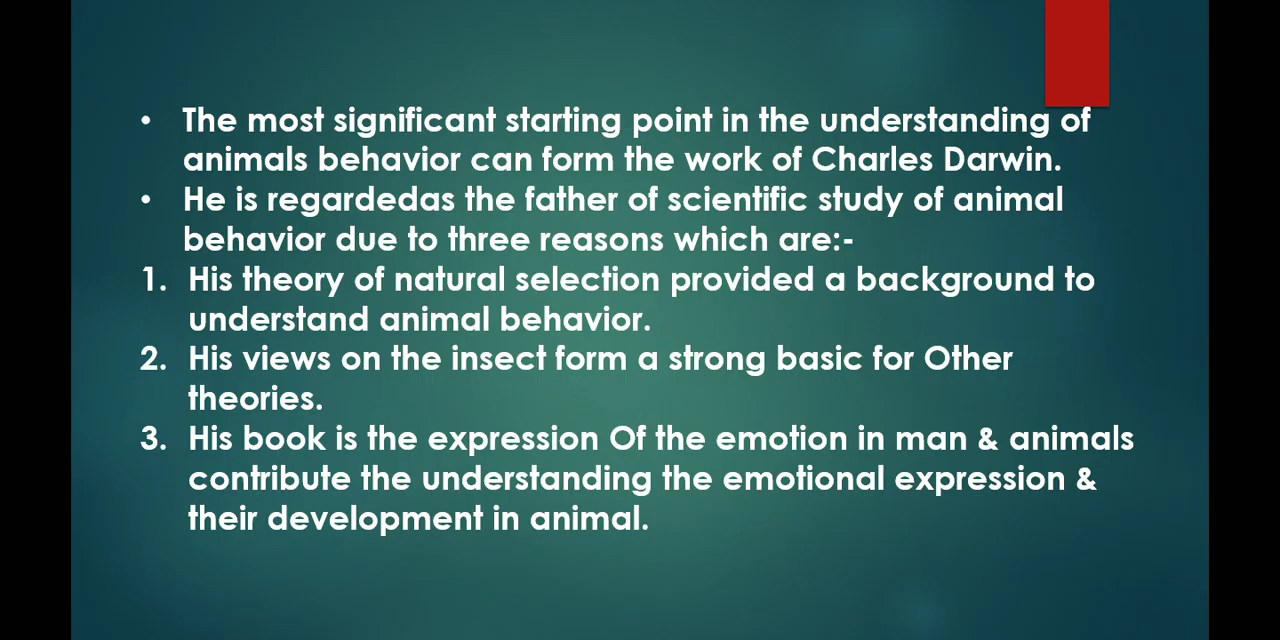 • The most significant starting point in the understanding of
animals behavior can form the work of Charles Darwin.
• He is regardedas the father of scientific study of animal
behavior due to three reasons which are:-
1. His theory of natural selection provided a background to
understand animal behavior.
2. His views on the insect form a strong basic for Other
theories.
3. His book is the expression Of the emotion in man & animals
contribute the understanding the emotional expression &
their development in animal.